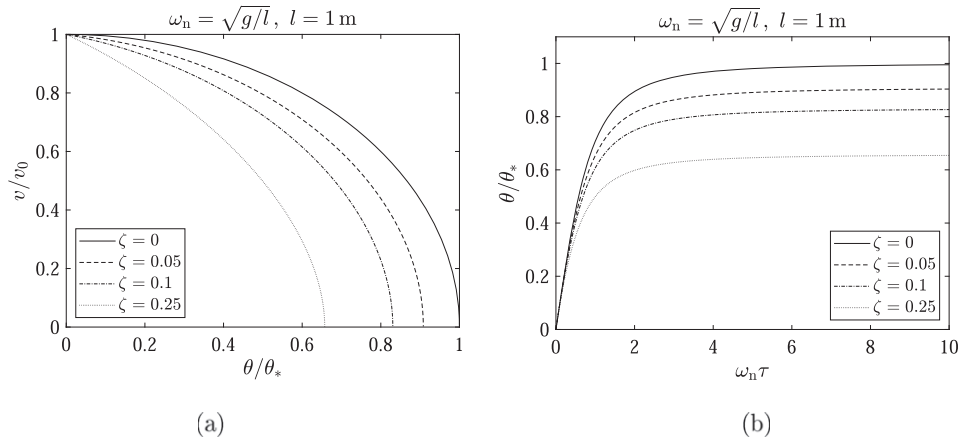 ωn = √g/l , l = 1 m
1
0.8
0.6
0.4
0.2
0
v/v0
ζ = 0
ζ = 0.05
ζ = 0.1
ζ = 0.25
0 0.2 0.4 0.6 0.8 1
θ/θ*
(a)
ωn = √g/l , l = 1 m
1
0.8
0.6
0.4
0.2
0
θ/θ*
ζ = 0
ζ = 0.05
ζ = 0.1
ζ = 0.25
0 2 4 6 8 10
ωnτ
(b)